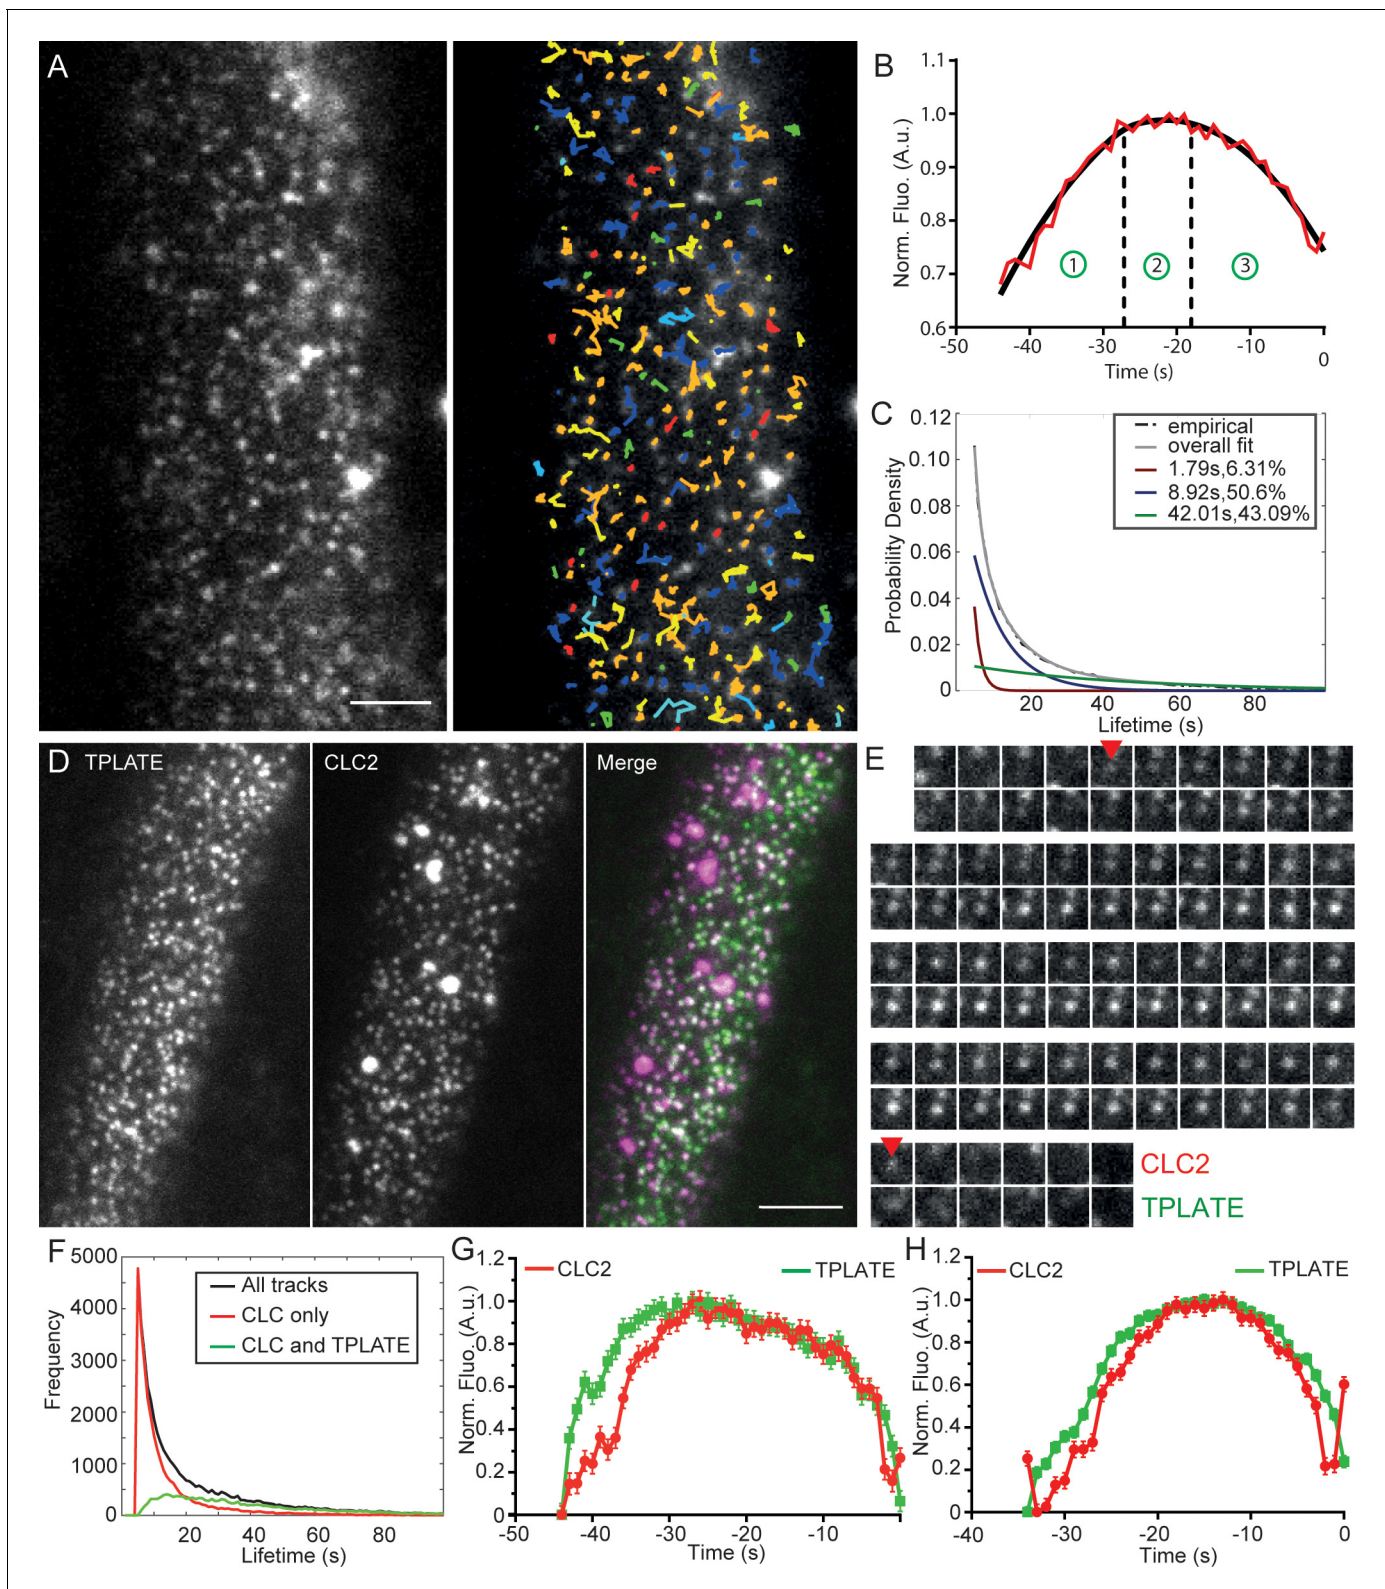 A
B
1.1
1.0
0.9
0.8
0.7
0.6
Norm. Fluo. (A.u.)
1
2
3
-50
-40
-30
-20
-10
0
Time (s)
C
0.12
0.10
0.08
0.06
0.04
0.02
0
Probability Density
empirical
overall fit
1.79s,6.31%
8.92s,50.6%
42.01s,43.09%
20
40
60
80
Lifetime (s)
D
TPLATE
CLC2
Merge
E
CLC2
TPLATE
F
5000
4000
3000
2000
1000
0
Frequency
All tracks
CLC only
CLC and TPLATE
20
40
60
80
Lifetime (s)
G
1.2
1.0
0.8
0.6
0.4
0.2
0
Norm. Fluo. (A.u.)
CLC2
TPLATE
-50
-40
-30
-20
-10
Time (s)
H
1.2
1.0
0.8
0.6
0.4
0.2
0
Norm. Fluo. (A.u.)
CLC2
TPLATE
-40
-30
-20
-10
0
Time (s)